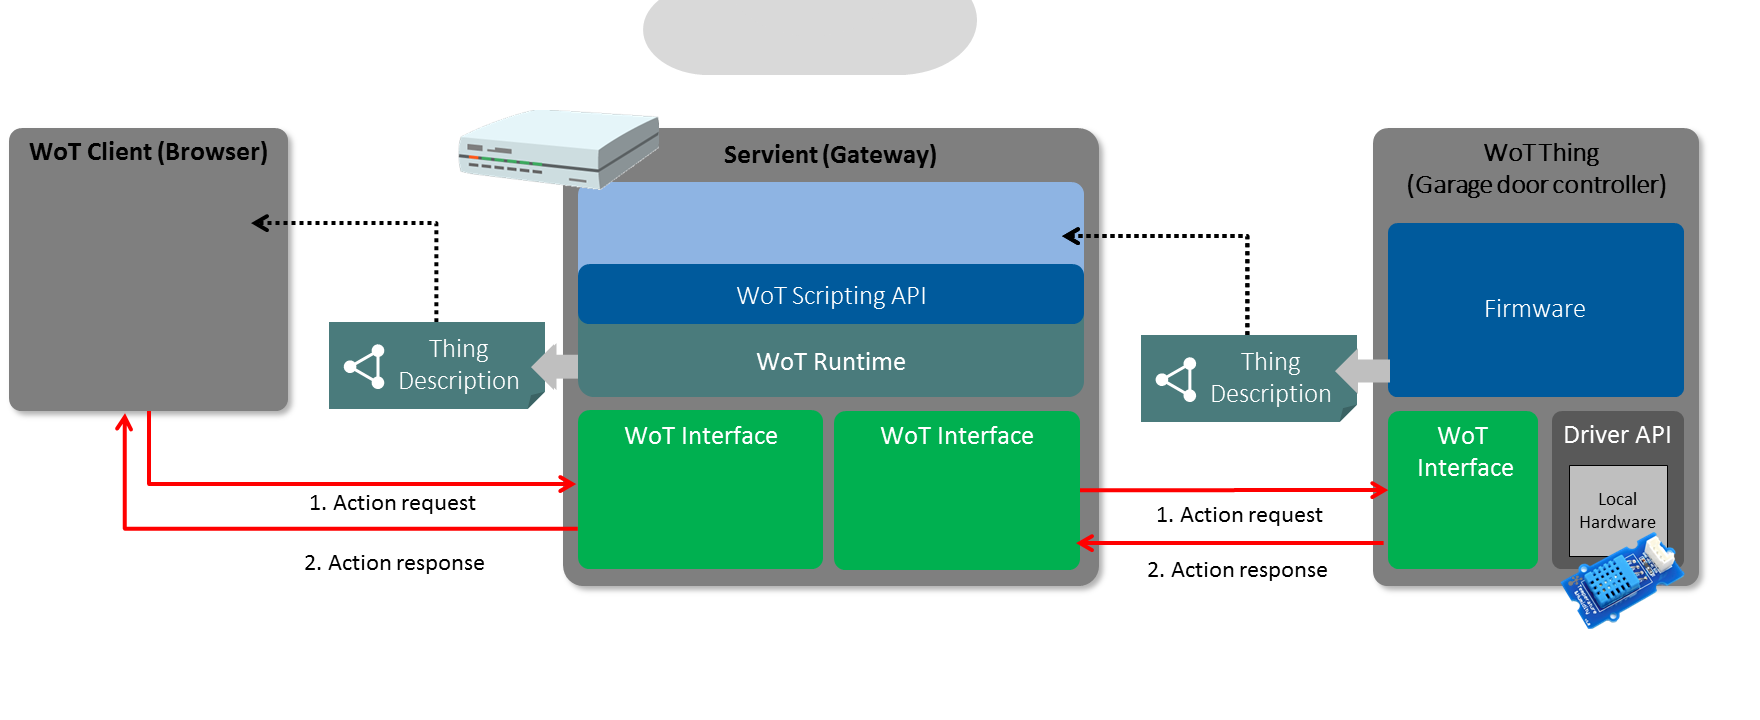 WoT Client (Browser)
Servient (Gateway)
WoT Thing
(Garage door controller)
WoT Scripting API
WoT Runtime
Firmware
Thing
Description
Thing
Description
WoT Interface
WoT Interface
WoT
Interface
Driver API
Local
Hardware
1. Action request
2. Action response
1. Action request
2. Action response
Temperature
&Humidity